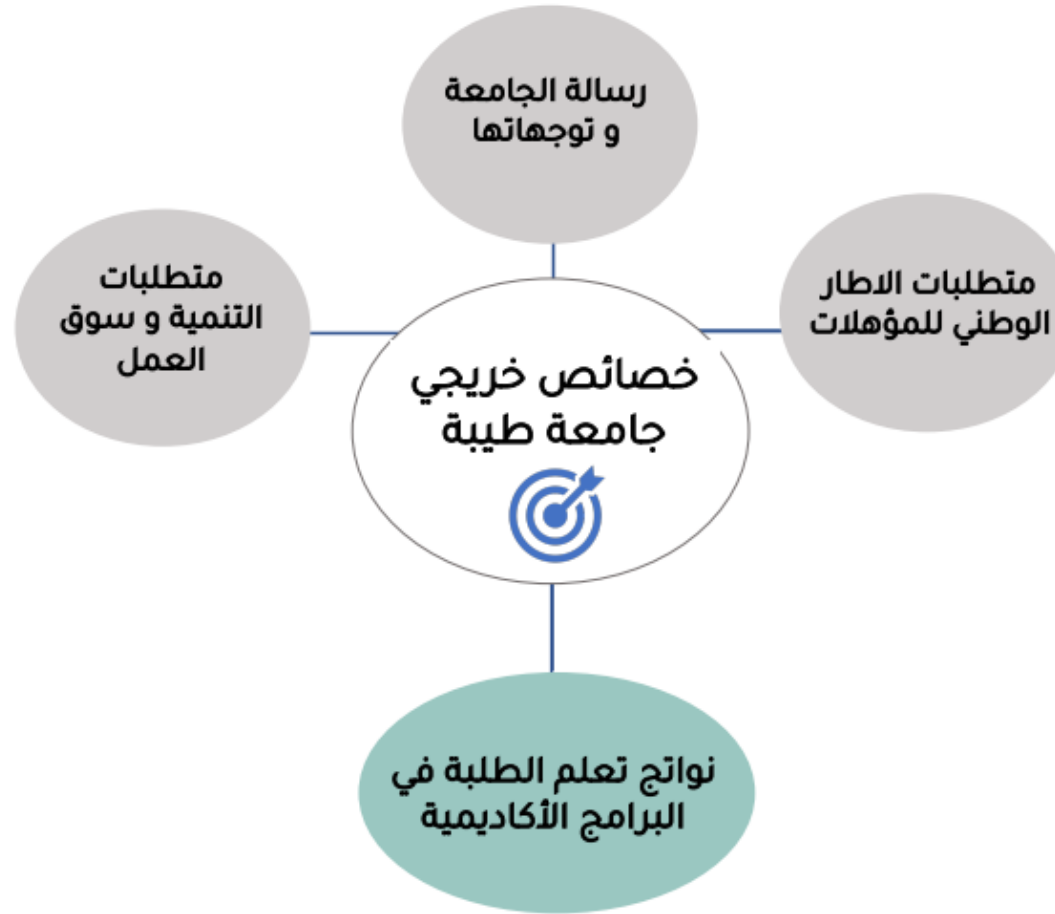 رسالة الجامعة
و توجهاتها
متطلبات الاطار
الوطني للمؤهلات
متطلبات
التنمية و سوق
العمل
خصائص خريجي
جامعة طيبة
نواتج تعلم الطلبة في
البرامج الأكاديمية